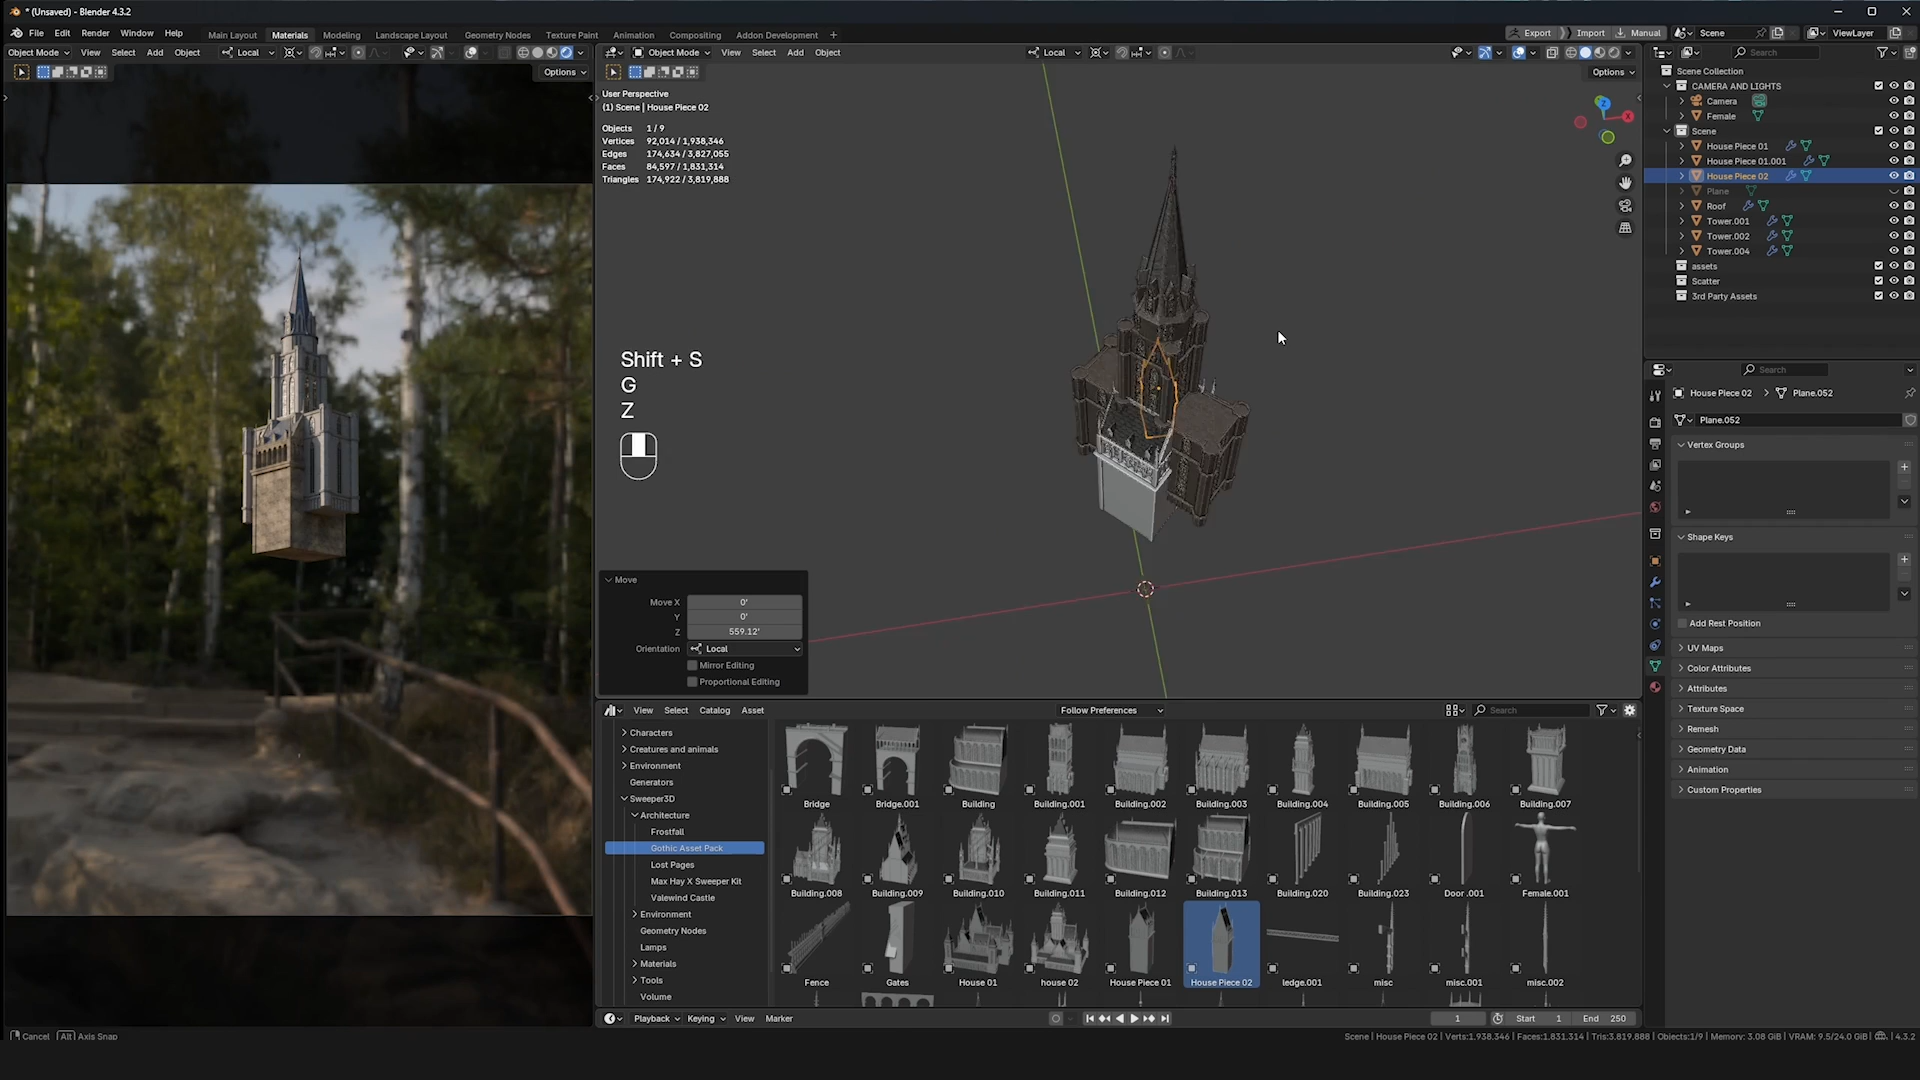 * (Unsaved) - Blender 4.3.2
File Edit Render Window Help Main Layout Materials Modeling Landscape Layout Geometry Nodes Texture Paint Animation Compositing Addon Development + Export Import Manual Scene ViewLayer
Object Mode View Select Add Object Local Object Mode View Select Add Object Local Search
Options Options
User Perspective
(1) Scene | House Piece 02
Objects 1 / 9
Vertices 92,014 / 1,938,346
Edges 174,634 / 3,827,055
Faces 84,597 / 1,831,314
Triangles 174,922 / 3,819,888
Z
X
Shift + S
G
Z
Move
Move X 0'
Y 0'
Z 559.12'
Orientation Local
Mirror Editing
Proportional Editing
Scene Collection
CAMERA AND LIGHTS
Camera
Female
Scene
House Piece 01
House Piece 01.001
House Piece 02
Plane
Roof
Tower.001
Tower.002
Tower.004
assets
Scatter
3rd Party Assets
Search
House Piece 02 > Plane.052
Plane.052
Vertex Groups
Shape Keys
Add Rest Position
UV Maps
Color Attributes
Attributes
Texture Space
Remesh
Geometry Data
Animation
Custom Properties
View Select Catalog Asset Follow Preferences Search
Characters
Creatures and animals
Environment
Generators
Sweeper3D
Architecture
Frostfall
Gothic Asset Pack
Lost Pages
Max Hay X Sweeper Kit
Valewind Castle
Environment
Geometry Nodes
Lamps
Materials
Tools
Volume
Bridge Bridge.001 Building Building.001 Building.002 Building.003 Building.004 Building.005 Building.006 Building.007
Building.008 Building.009 Building.010 Building.011 Building.012 Building.013 Building.020 Building.023 Door .001 Female.001
Fence Gates House 01 house 02 House Piece 01 House Piece 02 ledge.001 misc misc.001 misc.002
Playback Keying View Marker 1 Start 1 End 250
Cancel Alt Axis Snap Scene | House Piece 02 | Verts:1,938,346 | Faces:1,831,314 | Tris:3,819,888 | Objects:1/9 | Memory: 3.08 GiB | VRAM: 9.5/24.0 GiB | 4.3.2